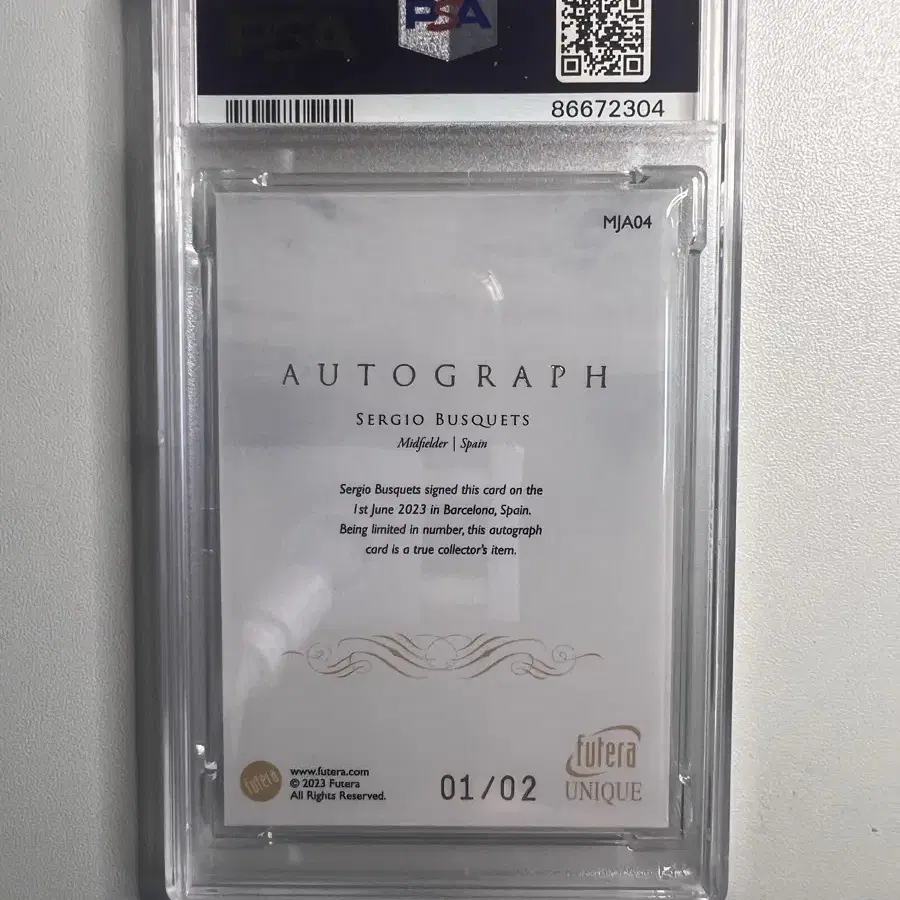 PSA
PSA
86672304
MJA04
AUTOGRAPH
SERGIO BUSQUETS
Midfielder | Spain
Sergio Busquets signed this card on the
1st June 2023 in Barcelona, Spain.
Being limited in number, this autograph
card is a true collector's item.
futera
www.futera.com
© 2023 Futera
All Rights Reserved.
01/02
futera
UNIQUE